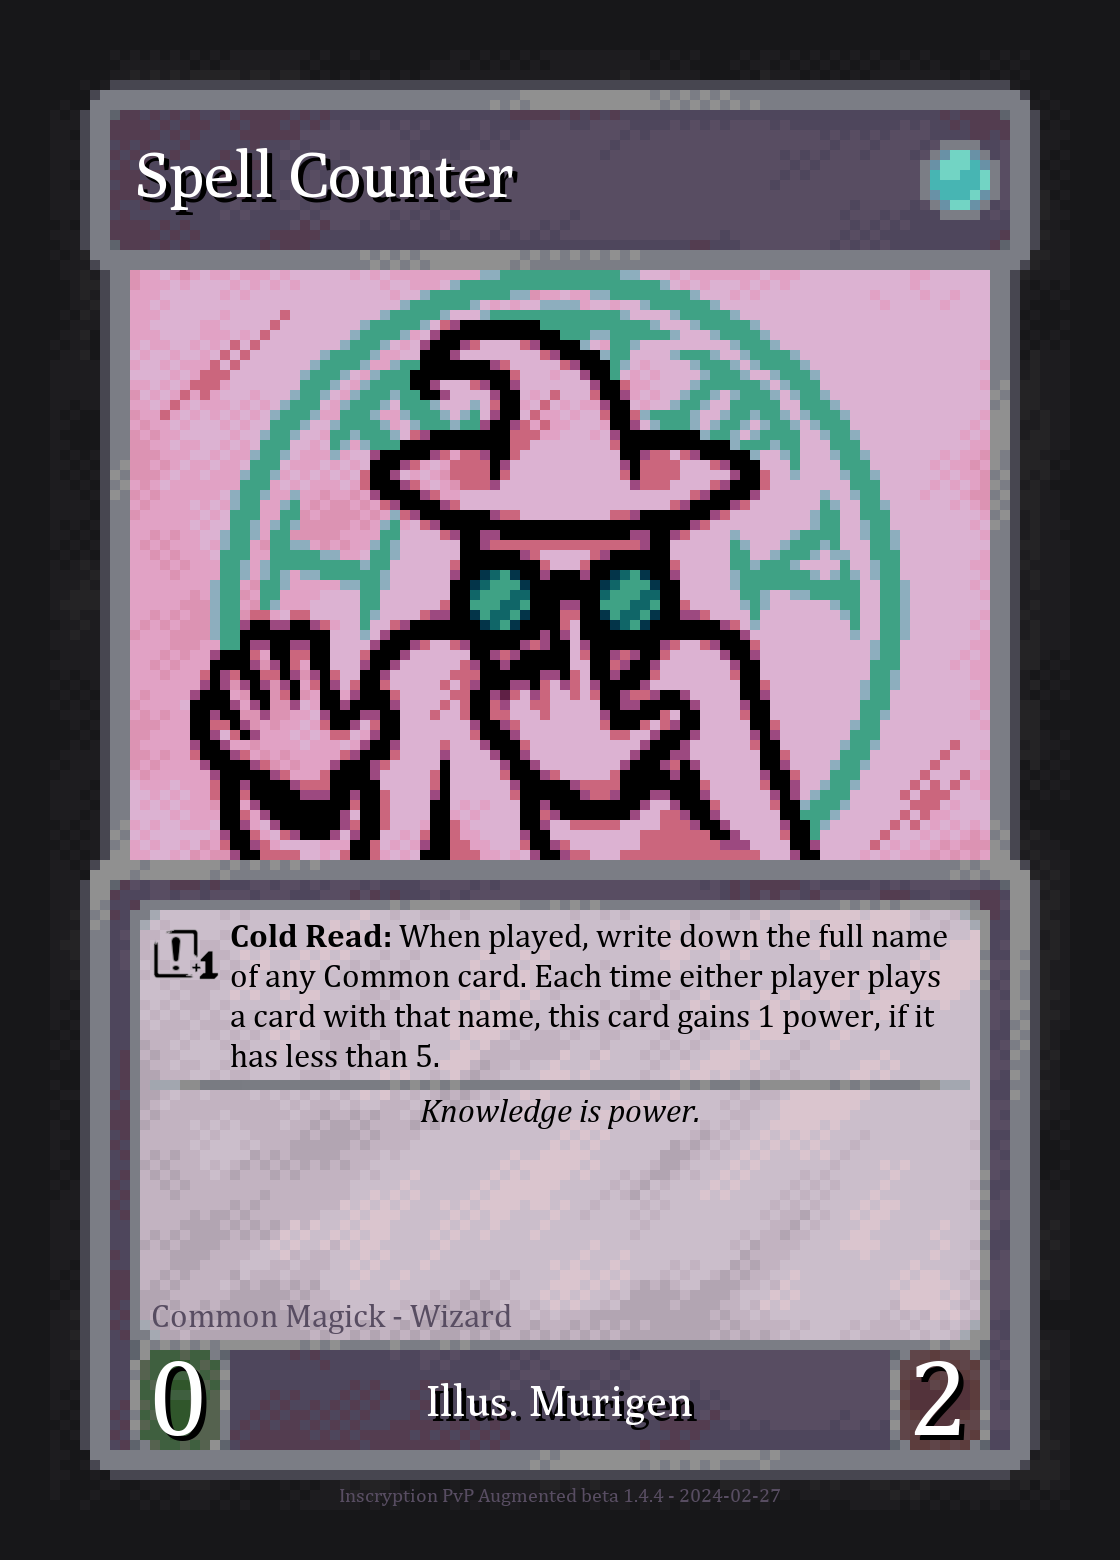 Spell Counter
Cold Read: When played, write down the full name
of any Common card. Each time either player plays
a card with that name, this card gains 1 power, if it
has less than 5.
Knowledge is power.
Common Magick - Wizard
0
Illus. Murigen
2
Inscryption PvP Augmented beta 1.4.4 - 2024-02-27